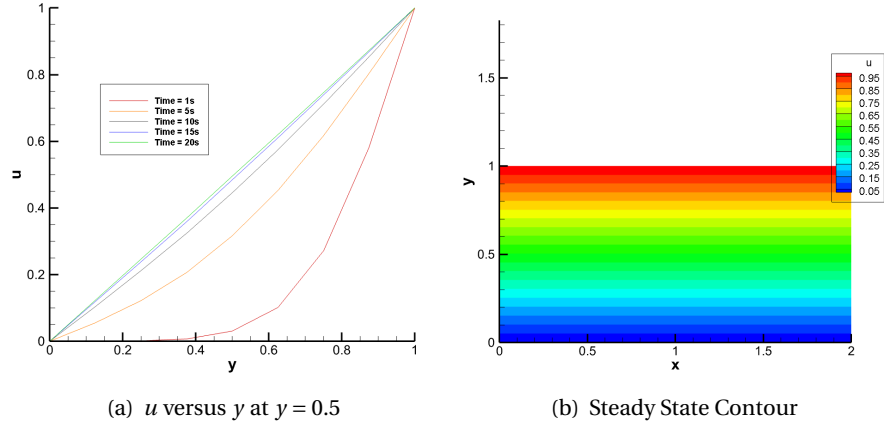 u
1
0.8
0.6
0.4
0.2
0
0.2
0.4
0.6
0.8
1
y
Time = 1s
Time = 5s
Time = 10s
Time = 15s
Time = 20s
(a) u versus y at y = 0.5
y
1.5
1
0.5
0
0.5
1
1.5
2
x
u
0.95
0.85
0.75
0.65
0.55
0.45
0.35
0.25
0.15
0.05
(b) Steady State Contour